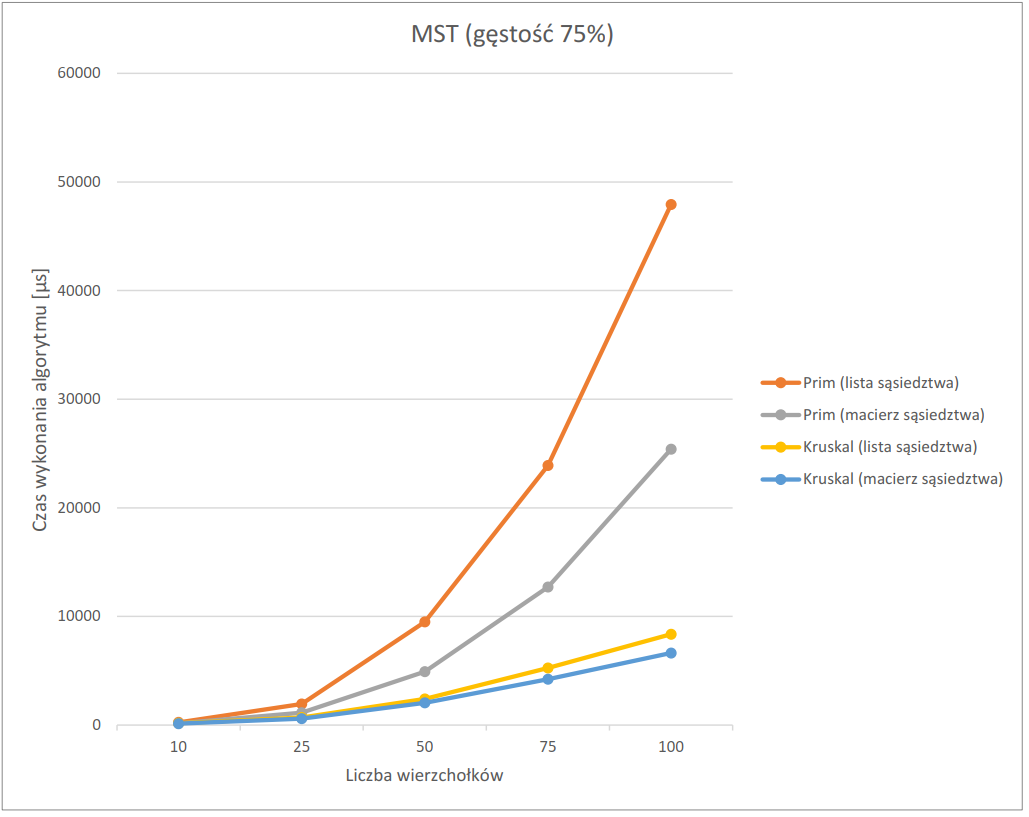 MST (gęstość 75%)
60000
50000
40000
30000
20000
10000
0
Czas wykonania algorytmu [µs]
10 25 50 75 100
Liczba wierzchołków
Prim (lista sąsiedztwa)
Prim (macierz sąsiedztwa)
Kruskal (lista sąsiedztwa)
Kruskal (macierz sąsiedztwa)